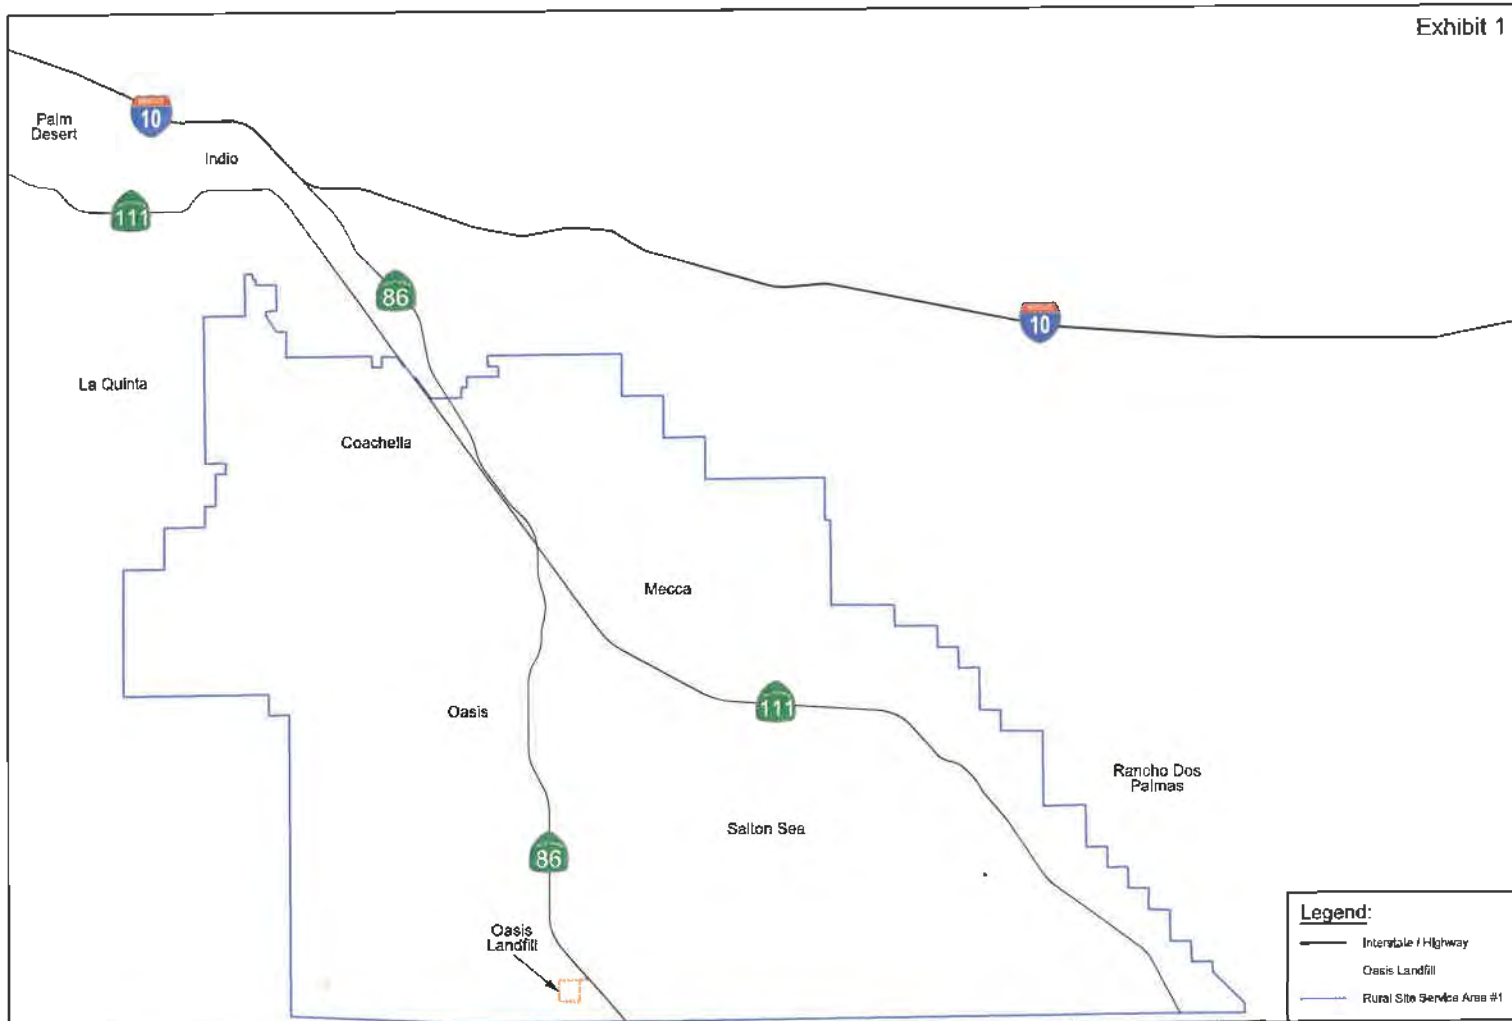 Exhibit 1
10
Palm
Desert
Indio
111
86
10
La Quinta
Coachella
Mecca
Oasis
111
Rancho Dos
Palmas
Salton Sea
86
Oasis
Landfill
Legend:
Interstate / Highway
Oasis Landfill
Rural Site Service Area #1